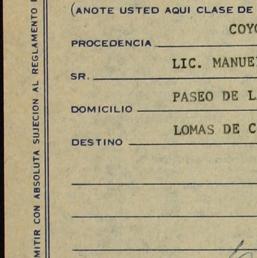 (ANOTE USTED AQUI CLASE DE
PROCEDENCIA COYO
SR. LIC. MANUE
DOMICILIO PASEO DE L
DESTINO LOMAS DE C
MITIR CON ABSOLUTA SUJECION AL REGLAMENTO